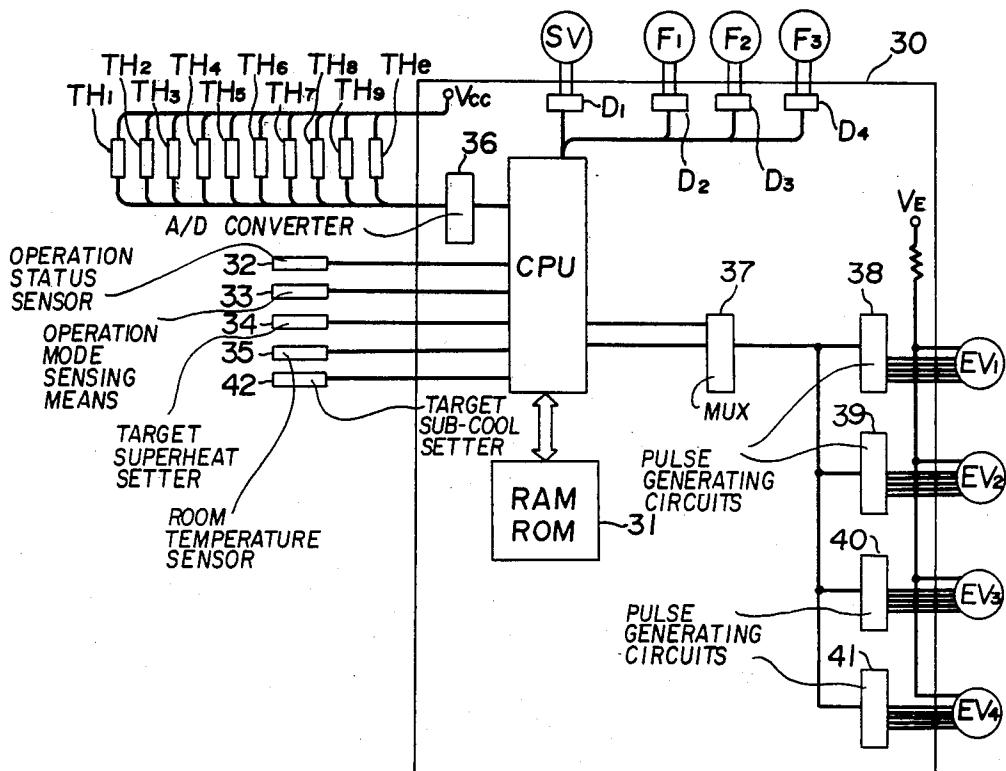 SV F1 F2 F3 30
TH2 TH4 TH6 TH8 THe
TH1 TH3 TH5 TH7 TH9
Vcc
D1 D2 D3 D4
36
A/D CONVERTER
CPU
VE
OPERATION
STATUS
SENSOR
32
33
34
35
42
OPERATION
MODE
SENSING
MEANS
TARGET
SUPERHEAT
SETTER
ROOM
TEMPERATURE
SENSOR
TARGET
SUB-COOL
SETTER
RAM
ROM
31
37
MUX
38
EV1
39
PULSE
GENERATING
CIRCUITS
EV2
40
EV3
PULSE
GENERATING
CIRCUITS
41
EV4